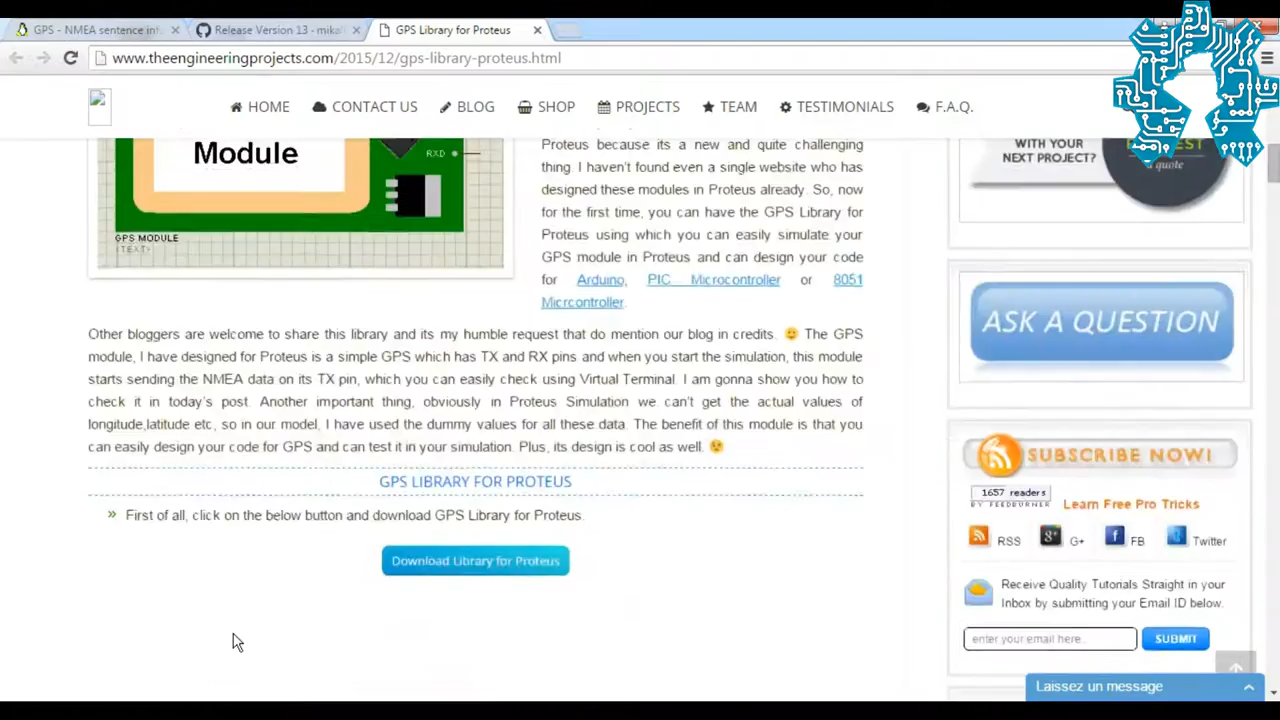 GPS - NMEA sentence inf
Release Version 13 - mika
GPS Library for Proteus
www.theengineeringprojects.com/2015/12/gps-library-proteus.html
HOME
CONTACT US
BLOG
SHOP
PROJECTS
TEAM
TESTIMONIALS
F.A.Q.
Module
RXD
GPS MODULE
{TEXT}
Proteus because its a new and quite challenging
thing. I haven't found even a single website who has
designed these modules in Proteus already. So, now
for the first time, you can have the GPS Library for
Proteus using which you can easily simulate your
GPS module in Proteus and can design your code
for Arduino, PIC Microcontroller or 8051
Micrcontroller.
Other bloggers are welcome to share this library and its my humble request that do mention our blog in credits. The GPS
module, I have designed for Proteus is a simple GPS which has TX and RX pins and when you start the simulation, this module
starts sending the NMEA data on its TX pin, which you can easily check using Virtual Terminal. I am gonna show you how to
check it in today's post. Another important thing, obviously in Proteus Simulation we can't get the actual values of
longitude,latitude etc, so in our model, I have used the dummy values for all these data. The benefit of this module is that you
can easily design your code for GPS and can test it in your simulation. Plus, its design is cool as well.
GPS LIBRARY FOR PROTEUS
» First of all, click on the below button and download GPS Library for Proteus.
Download Library for Proteus
WITH YOUR
NEXT PROJECT?
a quote
ASK A QUESTION
SUBSCRIBE NOW!
1657 readers
BY FEEDBURNER
Learn Free Pro Tricks
RSS
G+
FB
Twitter
Receive Quality Tutonals Straight in your
Inbox by submitting your Email ID below.
enter your email here..
SUBMIT
Laissez un message